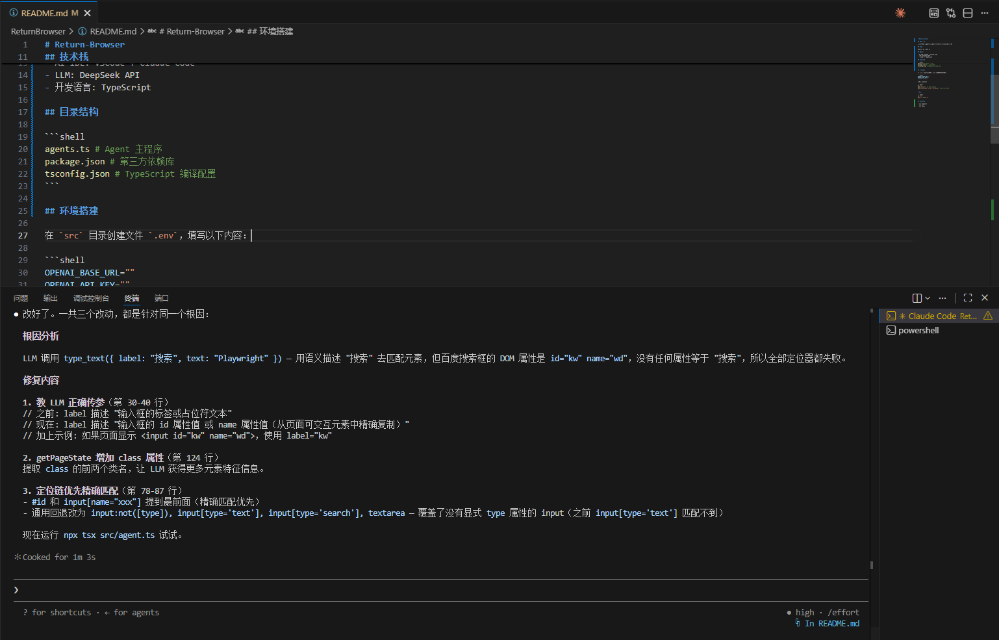 README.md M
ReturnBrowser > README.md > # Return-Browser > ## 环境搭建
1 # Return-Browser
11 ## 技术栈
14 - LLM: DeepSeek API
15 - 开发语言: TypeScript
16
17 ## 目录结构
18
19 ```shell
20 agents.ts # Agent 主程序
21 package.json # 第三方依赖库
22 tsconfig.json # TypeScript 编译配置
23 ```
24
25 ## 环境搭建
26
27 在 `src` 目录创建文件 `.env`，填写以下内容：
28
29 ```shell
30 OPENAI_BASE_URL=""
31 OPENAI_API_KEY=""
问题 输出 调试控制台 终端 端口
● 改好了。一共三个改动，都是针对同一个根因：
根因分析
LLM 调用 type_text({ label: "搜索", text: "Playwright" }) — 用语义描述 "搜索" 去匹配元素，但百度搜索框的 DOM 属性是 id="kw" name="wd"，没有任何属性等于 "搜索"，所以全部定位器都失败。
修复内容
1. 教 LLM 正确传参（第 30-40 行）
// 之前: label 描述 "输入框的标签或占位符文本"
// 现在: label 描述 "输入框的 id 属性值 或 name 属性值（从页面可交互元素中精确复制）"
// 加上示例: 如果页面显示 <input id="kw" name="wd">，使用 label="kw"
2. getPageState 增加 class 属性（第 124 行）
提取 class 的前两个类名，让 LLM 获得更多元素特征信息。
3. 定位链优先精确匹配（第 78-87 行）
- #id 和 input[name="xxx"] 提到最前面（精确匹配优先）
- 通用回退改为 input:not([type]), input[type='text'], input[type='search'], textarea — 覆盖了没有显式 type 属性的 input（之前 input[type='text'] 匹配不到）
现在运行 npx tsx src/agent.ts 试试。
✻ Cooked for 1m 3s
❯
? for shortcuts · ← for agents
● high · /effort
In README.md
✳ Claude Code Ret...
powershell